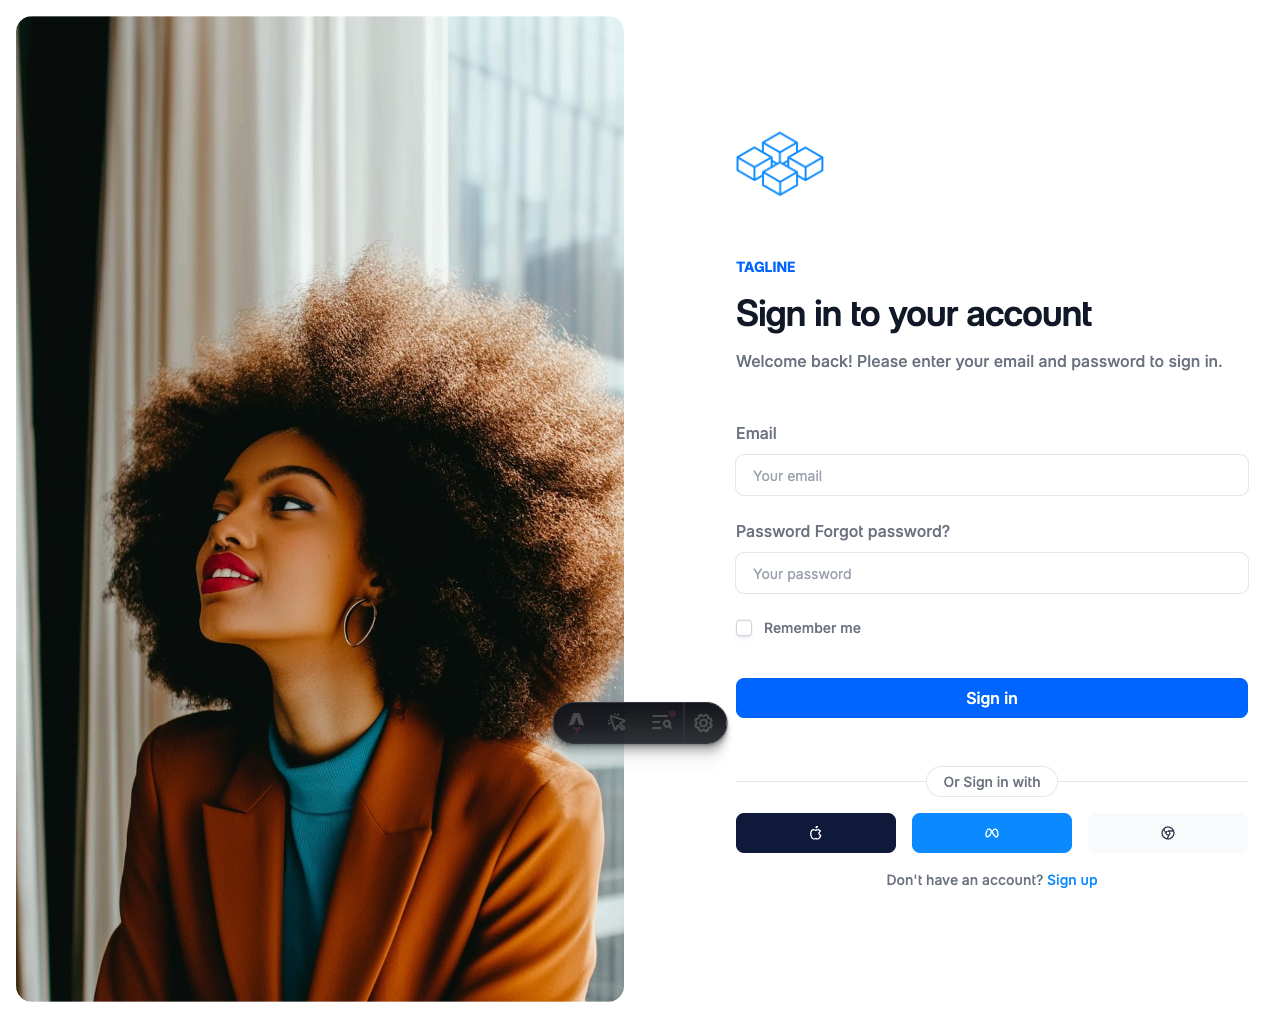 TAGLINE
Sign in to your account
Welcome back! Please enter your email and password to sign in.
Email
Your email
Password Forgot password?
Your password
Remember me
Sign in
Or Sign in with
Don't have an account? Sign up